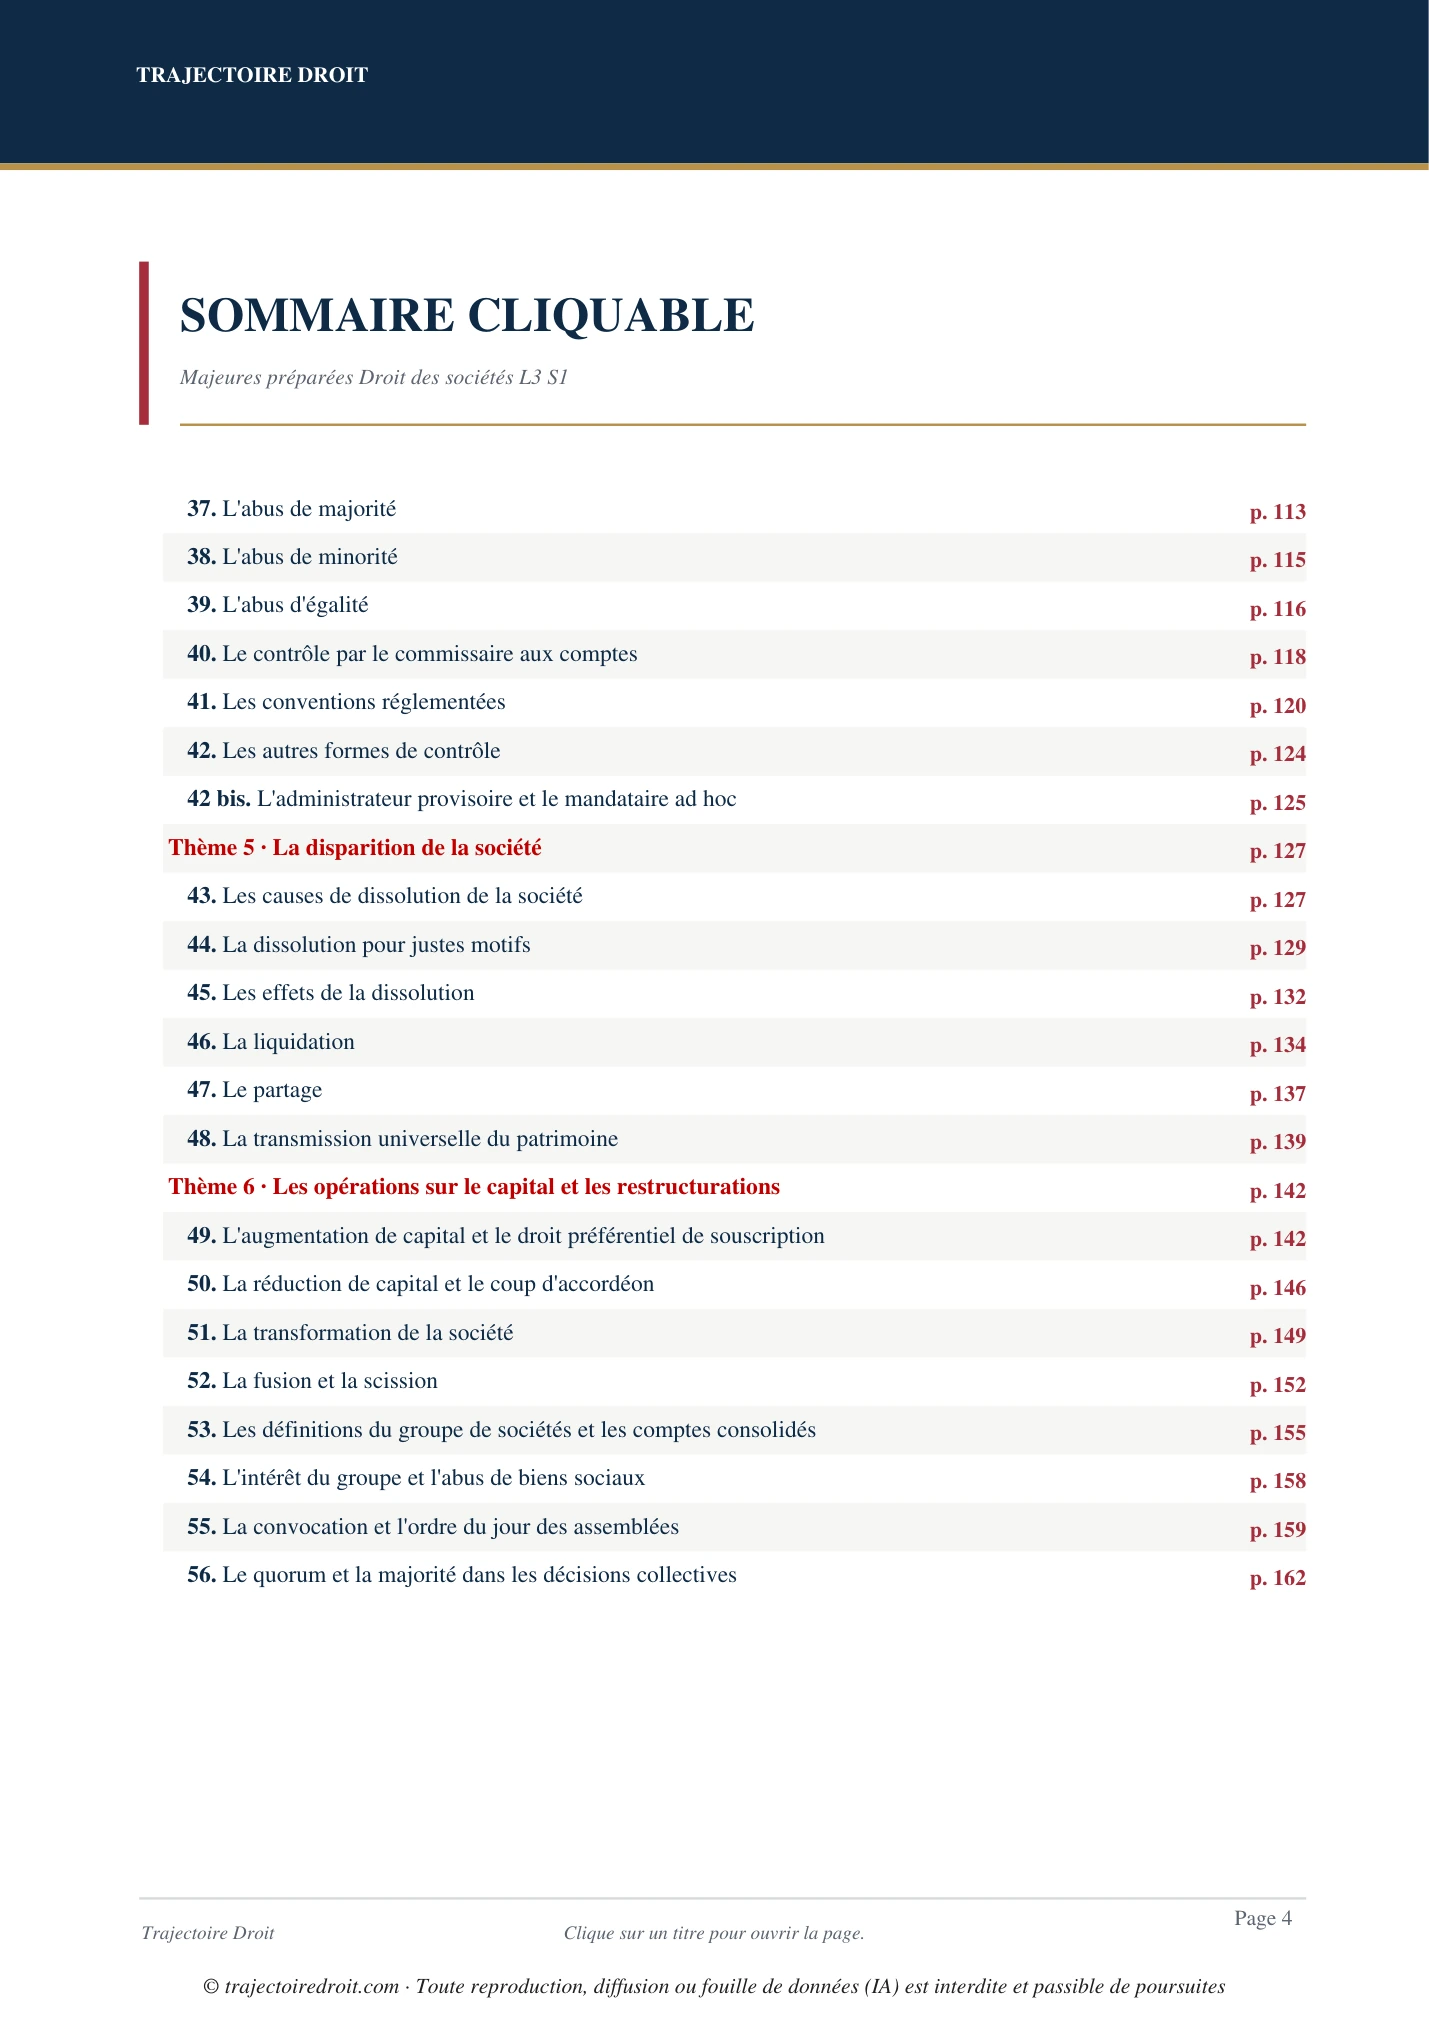 TRAJECTOIRE DROIT
SOMMAIRE CLIQUABLE
Majeures préparées Droit des sociétés L3 S1
37. L'abus de majorité p. 113
38. L'abus de minorité p. 115
39. L'abus d'égalité p. 116
40. Le contrôle par le commissaire aux comptes p. 118
41. Les conventions réglementées p. 120
42. Les autres formes de contrôle p. 124
42 bis. L'administrateur provisoire et le mandataire ad hoc p. 125
Thème 5 · La disparition de la société p. 127
43. Les causes de dissolution de la société p. 127
44. La dissolution pour justes motifs p. 129
45. Les effets de la dissolution p. 132
46. La liquidation p. 134
47. Le partage p. 137
48. La transmission universelle du patrimoine p. 139
Thème 6 · Les opérations sur le capital et les restructurations p. 142
49. L'augmentation de capital et le droit préférentiel de souscription p. 142
50. La réduction de capital et le coup d'accordéon p. 146
51. La transformation de la société p. 149
52. La fusion et la scission p. 152
53. Les définitions du groupe de sociétés et les comptes consolidés p. 155
54. L'intérêt du groupe et l'abus de biens sociaux p. 158
55. La convocation et l'ordre du jour des assemblées p. 159
56. Le quorum et la majorité dans les décisions collectives p. 162
Page 4
Trajectoire Droit Clique sur un titre pour ouvrir la page.
© trajectoiredroit.com · Toute reproduction, diffusion ou fouille de données (IA) est interdite et passible de poursuites